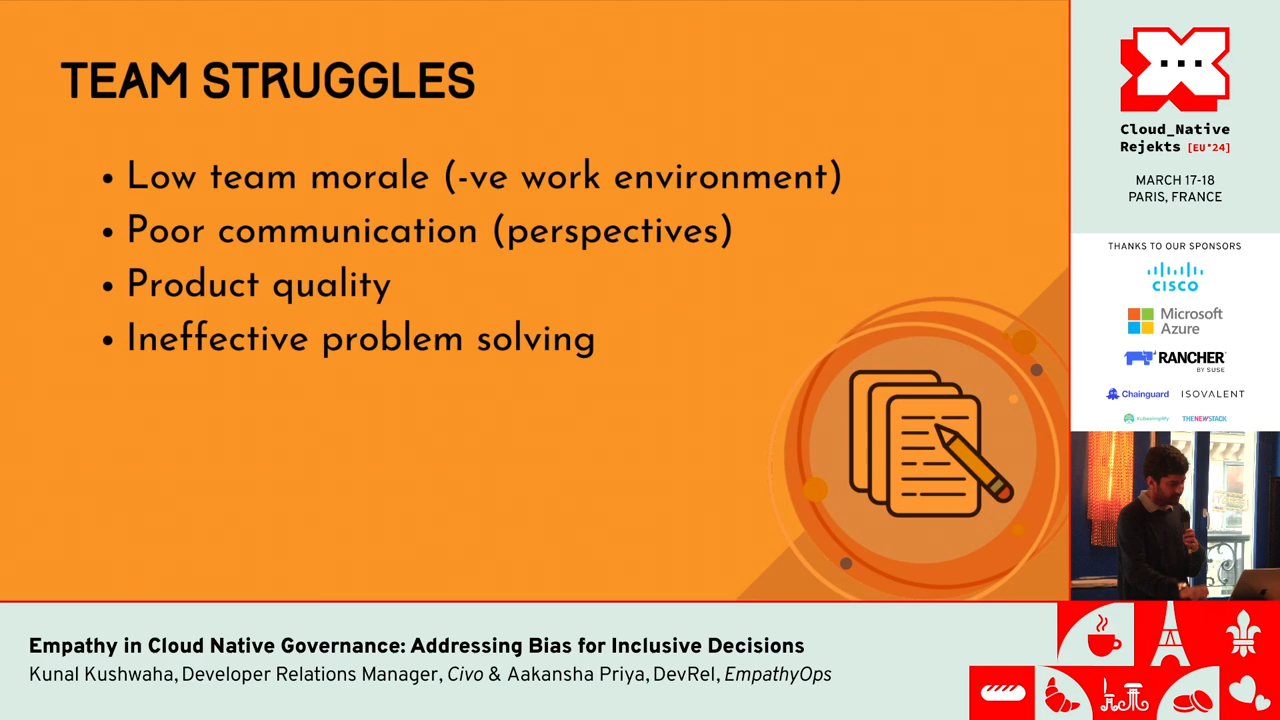 TEAM STRUGGLES
• Low team morale (-ve work environment)
• Poor communication (perspectives)
• Product quality
• Ineffective problem solving
Cloud_Native
Rejekts [EU'24]
MARCH 17-18
PARIS, FRANCE
THANKS TO OUR SPONSORS
CISCO
Microsoft
Azure
RANCHER
BY SUSE
Chainguard ISOVALENT
Kubesimplify THENEWSTACK
Empathy in Cloud Native Governance: Addressing Bias for Inclusive Decisions
Kunal Kushwaha, Developer Relations Manager, Civo & Aakansha Priya, DevRel, EmpathyOps